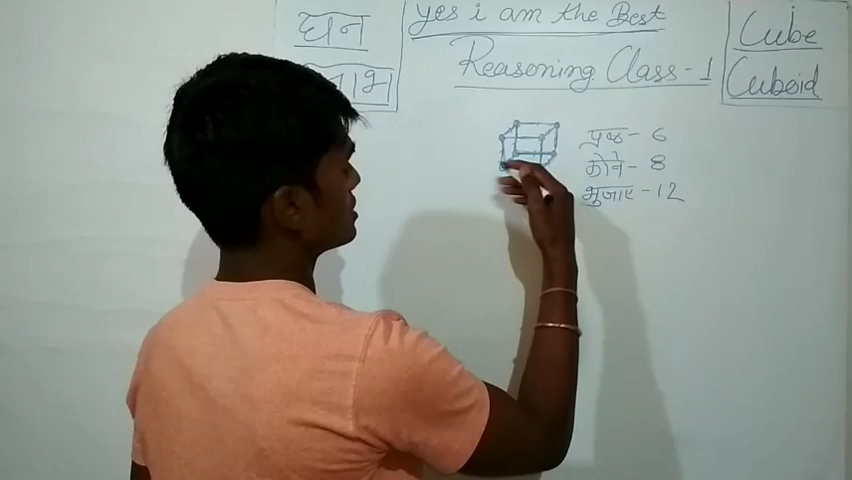 घन
yes i am the Best
Reasoning Class-1
Cube
Cuboid
पृष्ठ - 6
कोने - 8
भुजाएं - 12